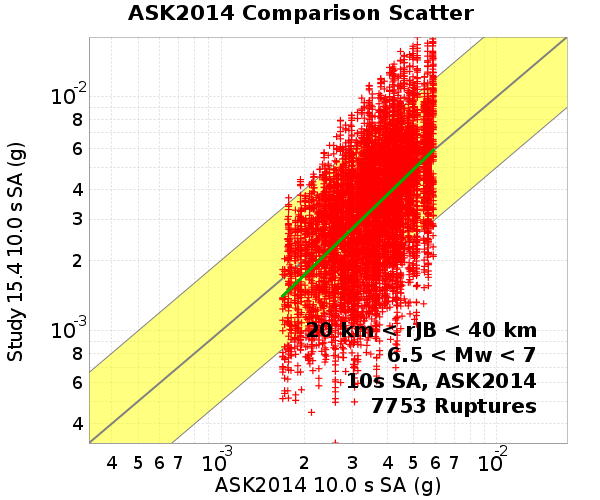 ASK2014 Comparison Scatter
Study 15.4 10.0 s SA (g)
10-2
8
6
4
3
2
10-3
8
6
4
20 km < rJB < 40 km
6.5 < Mw < 7
10s SA, ASK2014
7753 Ruptures
4 5 6 7 10-3 2 3 4 5 6 7 10-2
ASK2014 10.0 s SA (g)